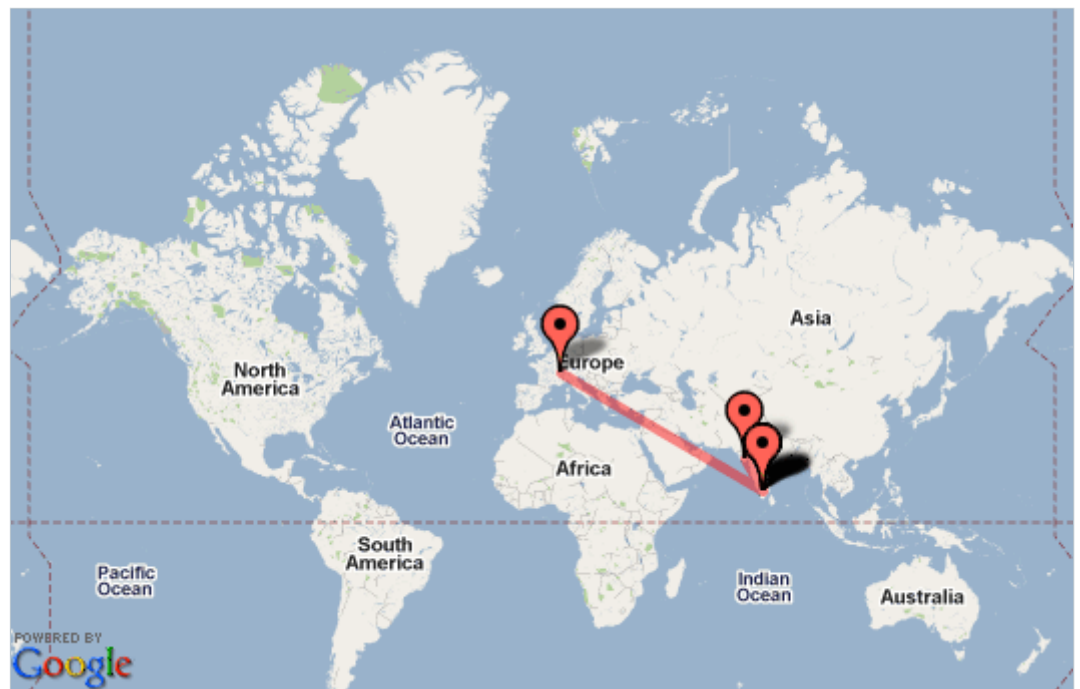 Asia
Europe
North
America
Atlantic
Ocean
Africa
South
America
Pacific
Ocean
Indian
Ocean
Australia
POWERED BY
Google